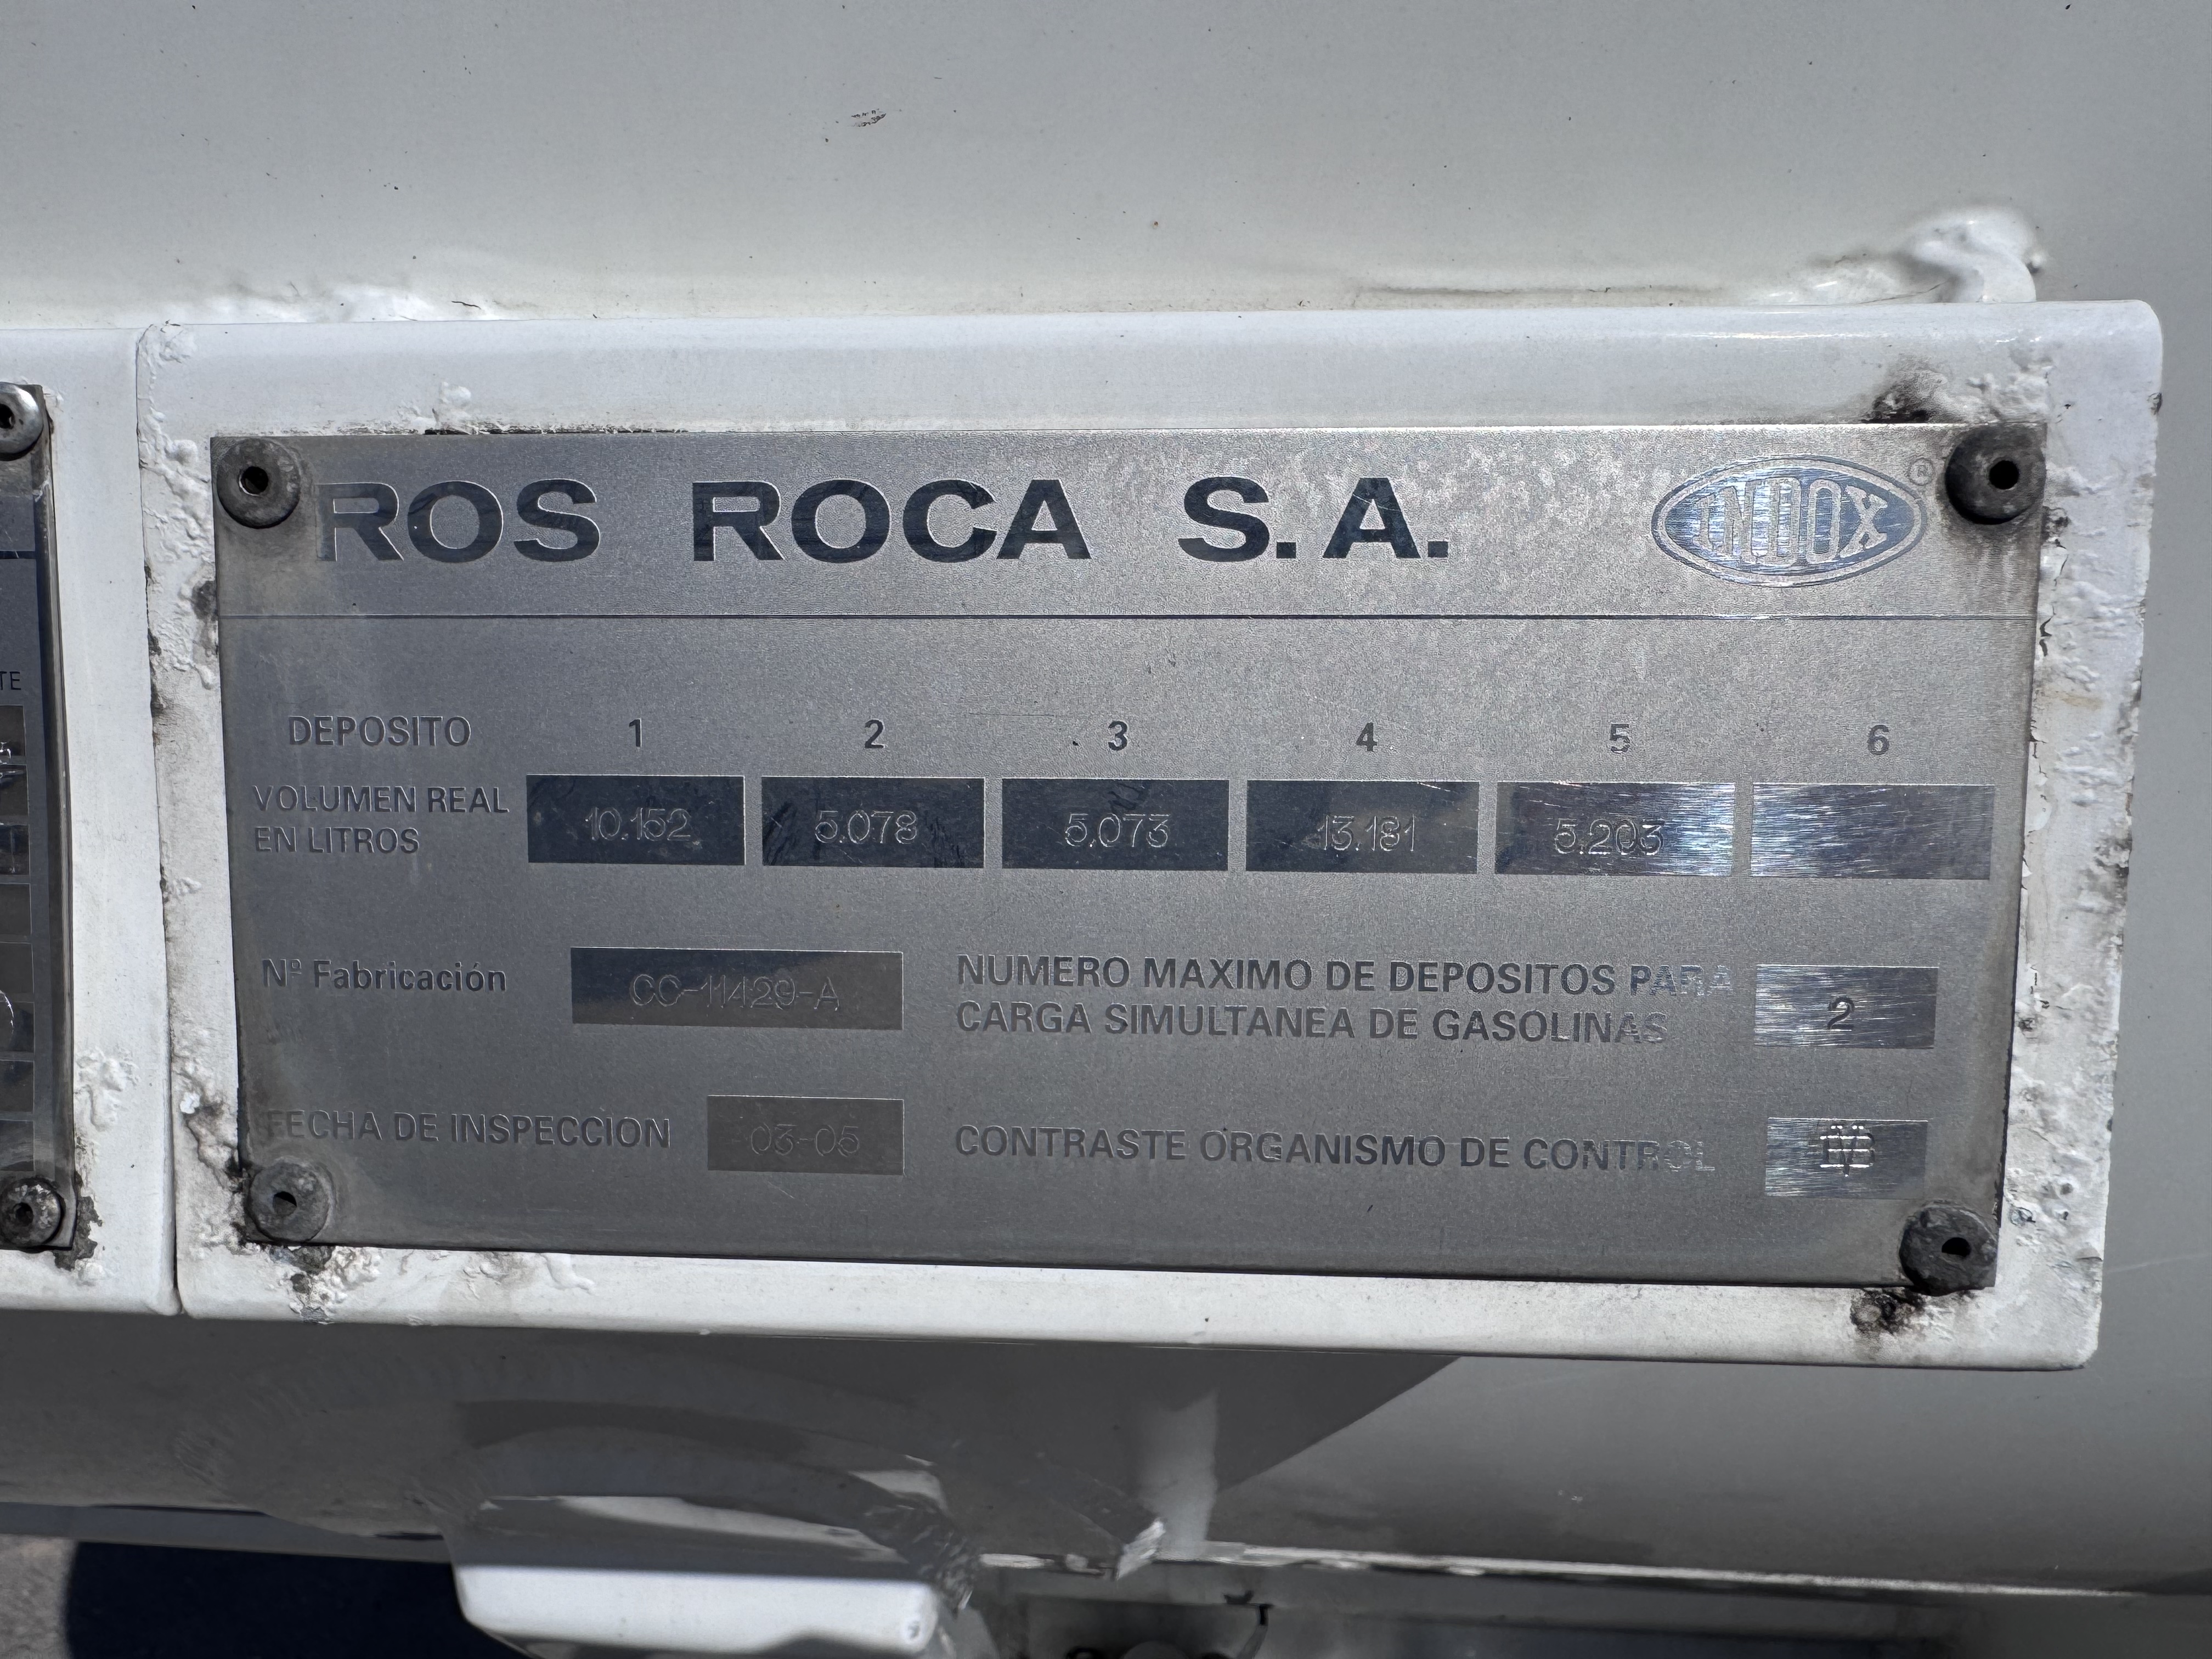 ROS ROCA S.A. INDOX ®
DEPOSITO 1 2 3 4 5 6
VOLUMEN REAL
EN LITROS 10.152 5.078 5.073 13.181 5.203
Nº Fabricación CC-11429-A
NUMERO MAXIMO DE DEPOSITOS PARA
CARGA SIMULTANEA DE GASOLINAS 2
FECHA DE INSPECCION 03-05
CONTRASTE ORGANISMO DE CONTROL
TE